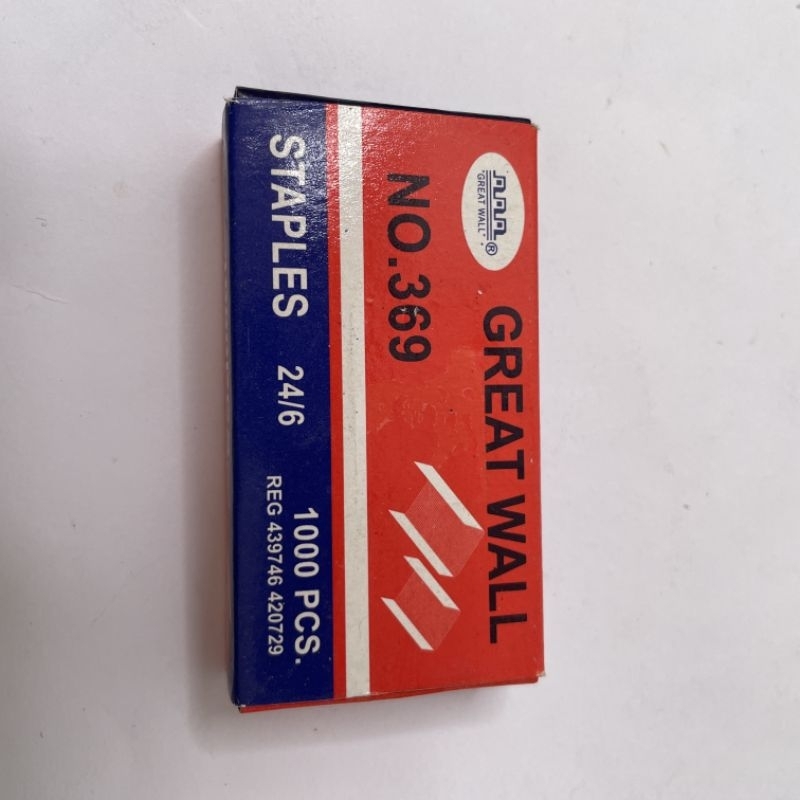 "GREAT WALL"
®
GREAT WALL
NO.369
STAPLES 24/6 1000 PCS.
REG 439746 420729